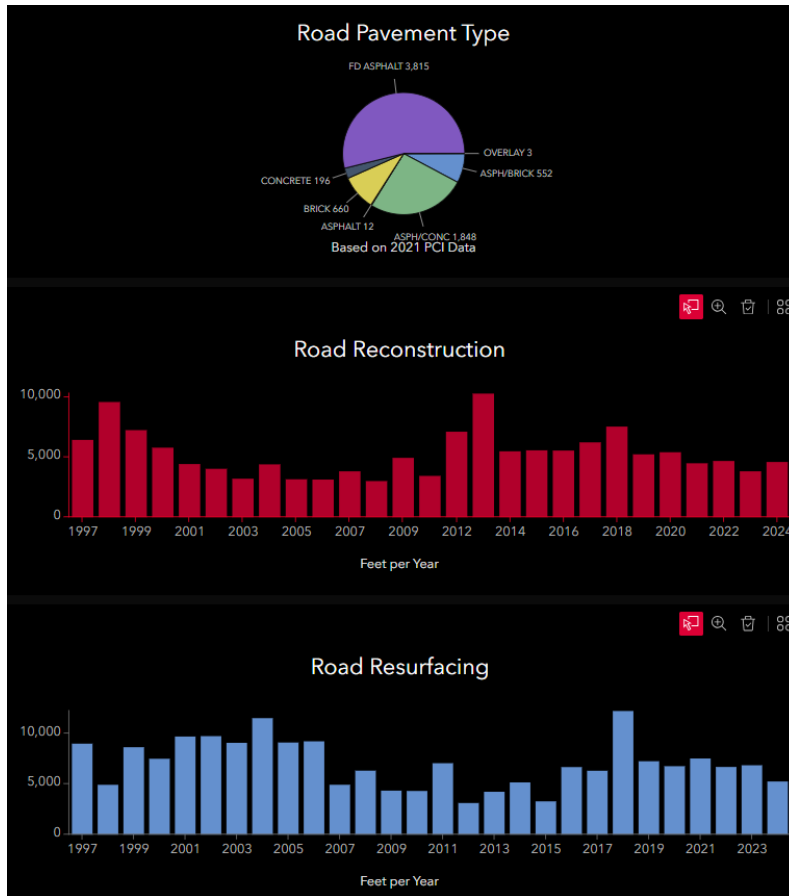 Road Pavement Type
FD ASPHALT 3,815
OVERLAY 3
ASPH/BRICK 552
CONCRETE 196
BRICK 660
ASPHALT 12
ASPH/CONC 1,848
Based on 2021 PCI Data
Road Reconstruction
10,000
5,000
0
1997 1999 2001 2003 2005 2007 2009 2012 2014 2016 2018 2020 2022 2024
Feet per Year
Road Resurfacing
10,000
5,000
0
1997 1999 2001 2003 2005 2007 2009 2011 2013 2015 2017 2019 2021 2023
Feet per Year